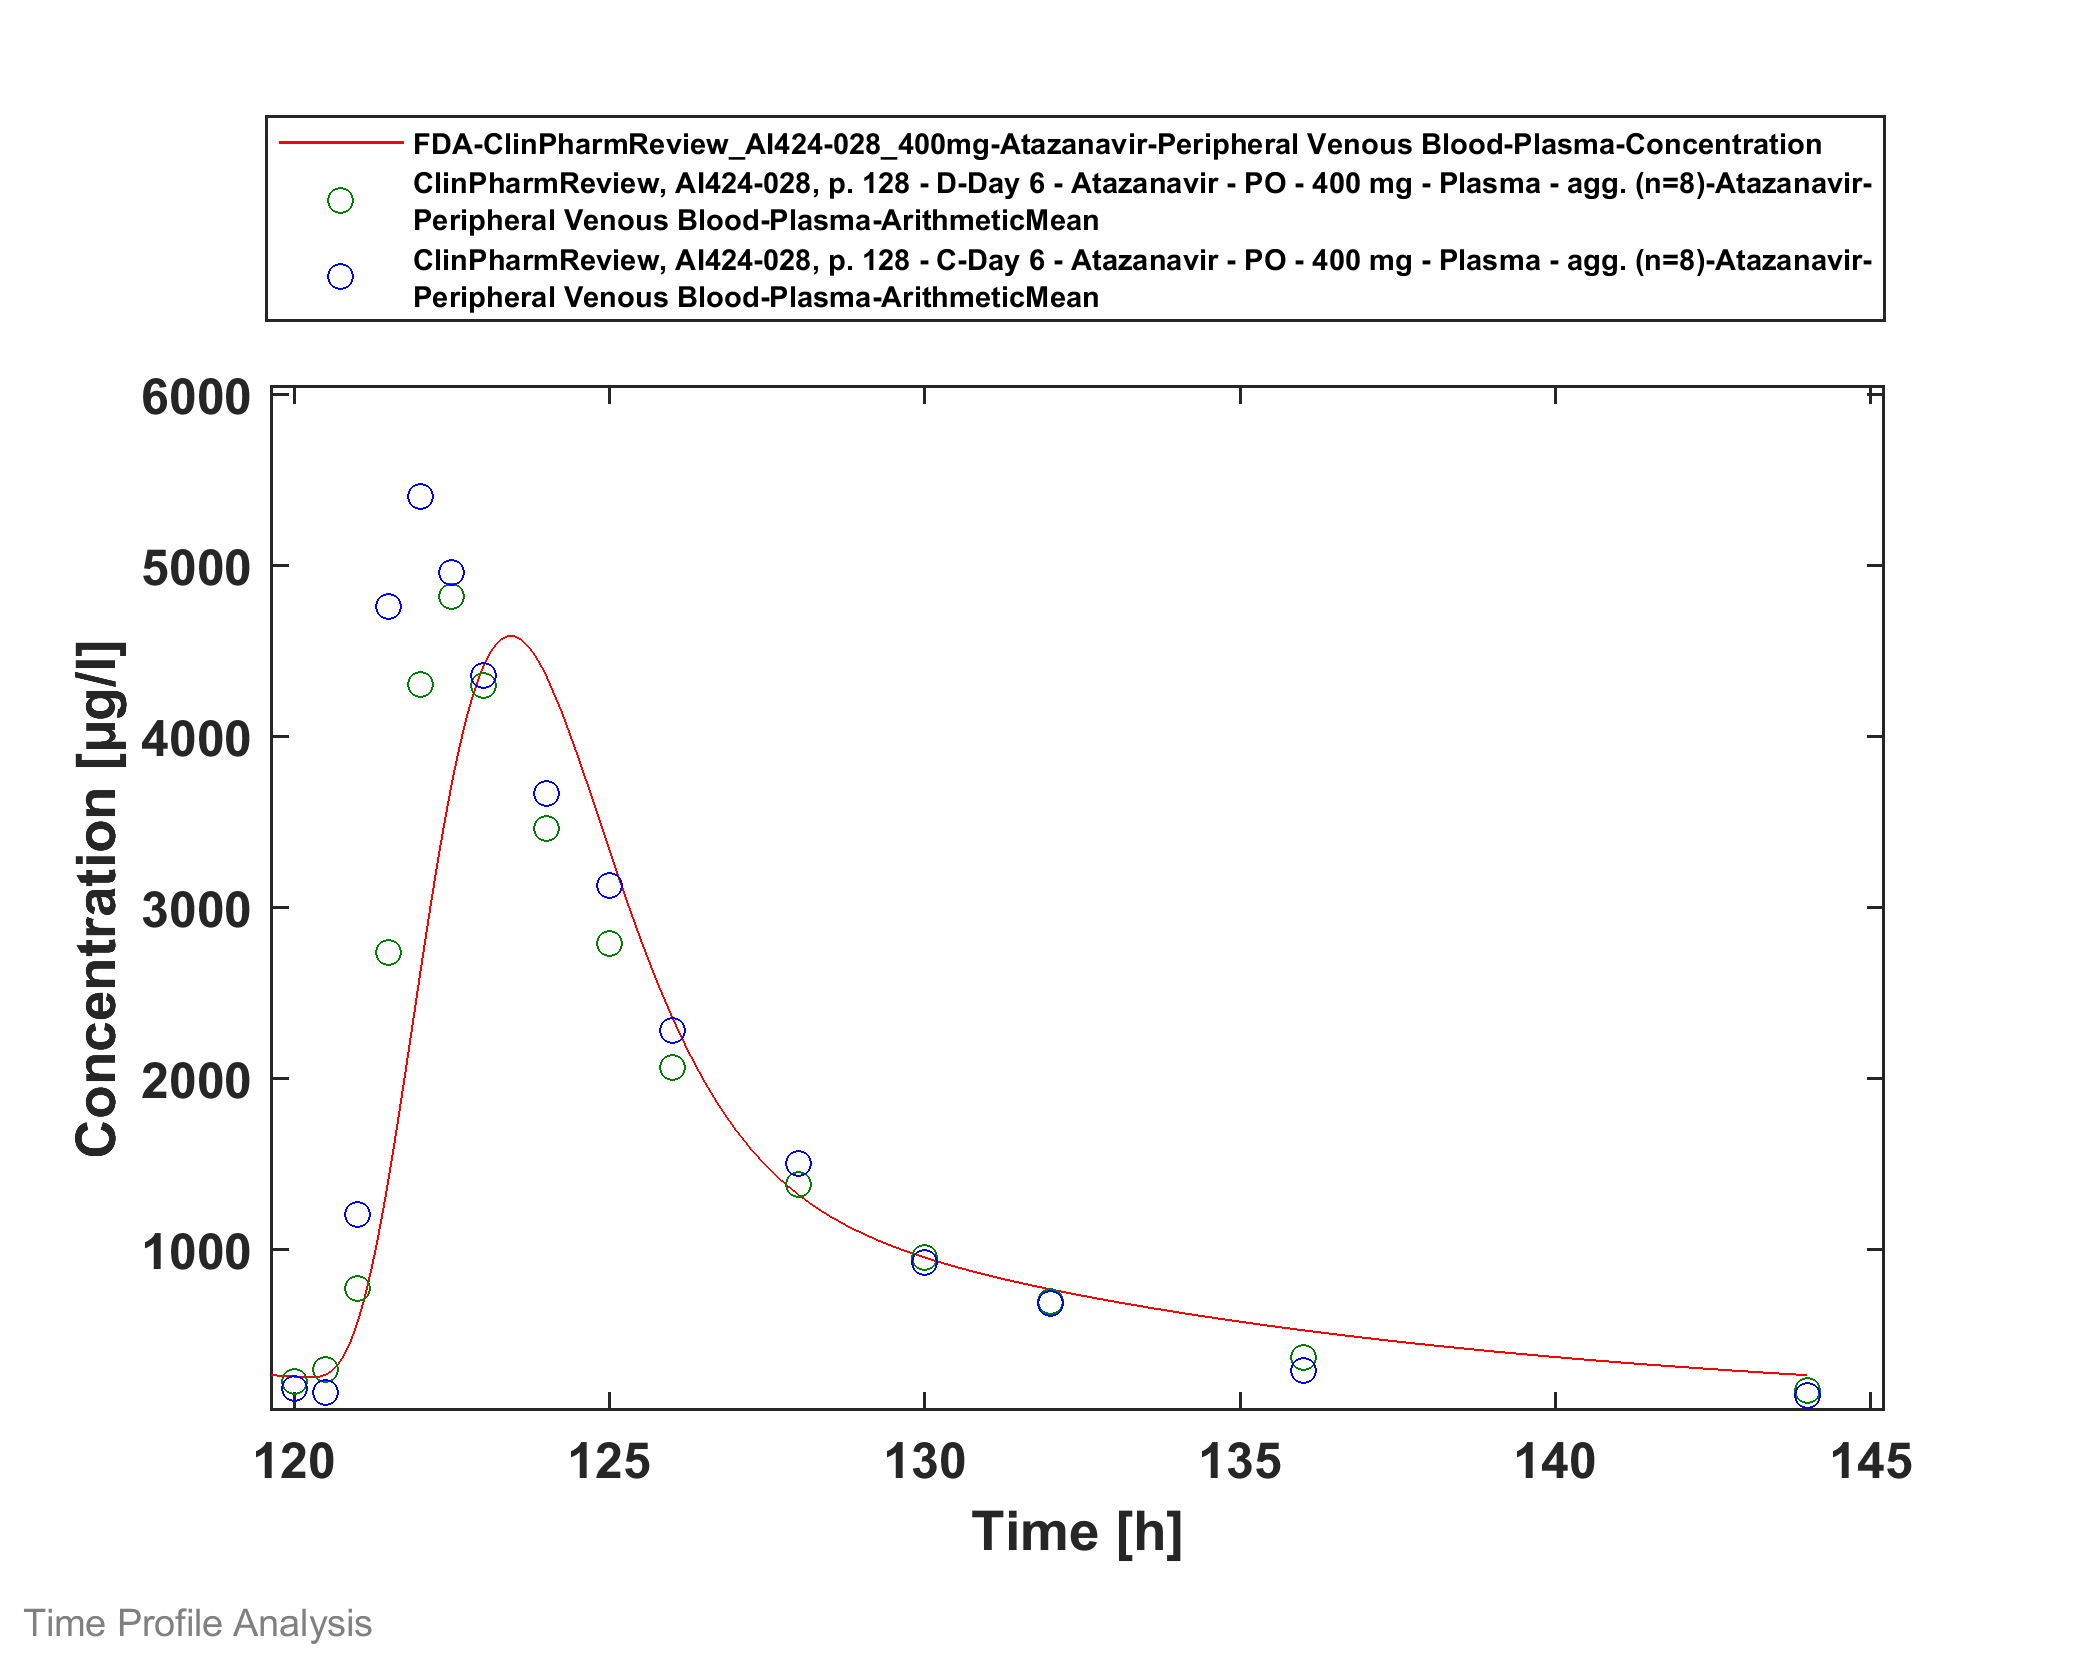 FDA-ClinPharmReview_AI424-028_400mg-Atazanavir-Peripheral Venous Blood-Plasma-Concentration
ClinPharmReview, AI424-028, p. 128 - D-Day 6 - Atazanavir - PO - 400 mg - Plasma - agg. (n=8)-Atazanavir-
Peripheral Venous Blood-Plasma-ArithmeticMean
ClinPharmReview, AI424-028, p. 128 - C-Day 6 - Atazanavir - PO - 400 mg - Plasma - agg. (n=8)-Atazanavir-
Peripheral Venous Blood-Plasma-ArithmeticMean
6000
5000
4000
3000
2000
1000
Concentration [µg/l]
120 125 130 135 140 145
Time [h]
Time Profile Analysis